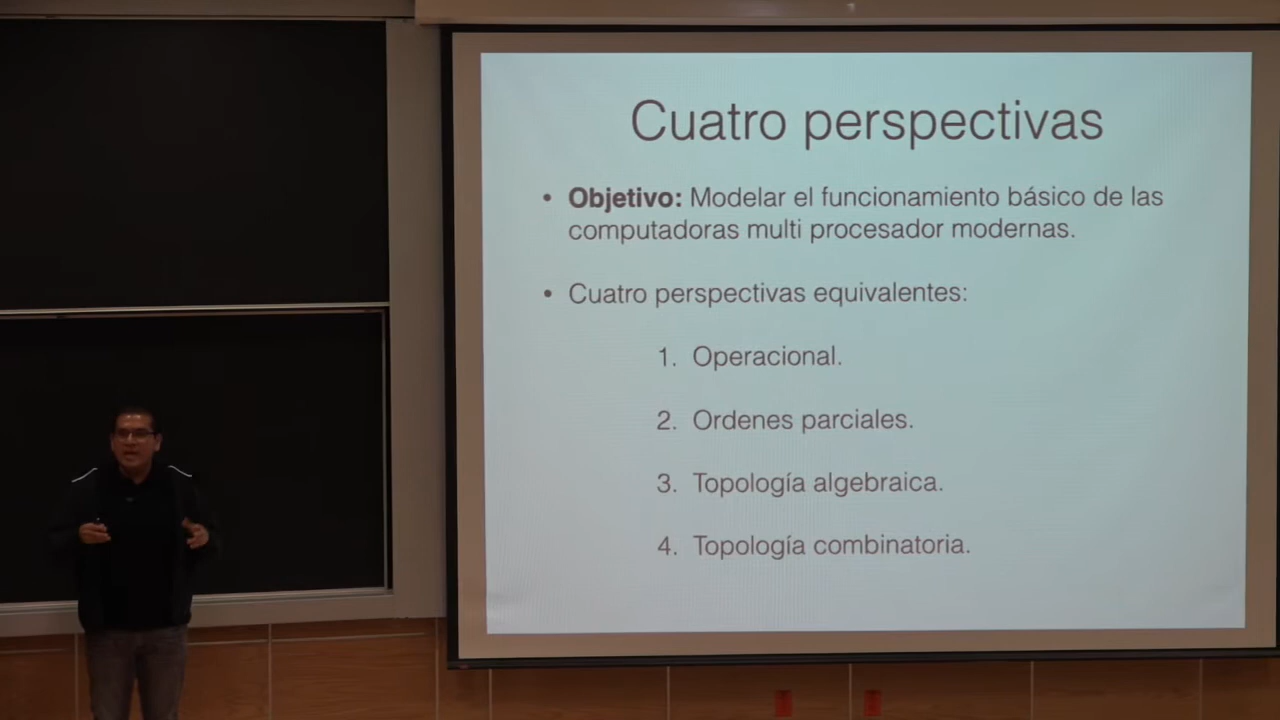 Cuatro perspectivas
• Objetivo: Modelar el funcionamiento básico de las
computadoras multi procesador modernas.
• Cuatro perspectivas equivalentes:
1. Operacional.
2. Ordenes parciales.
3. Topología algebraica.
4. Topología combinatoria.